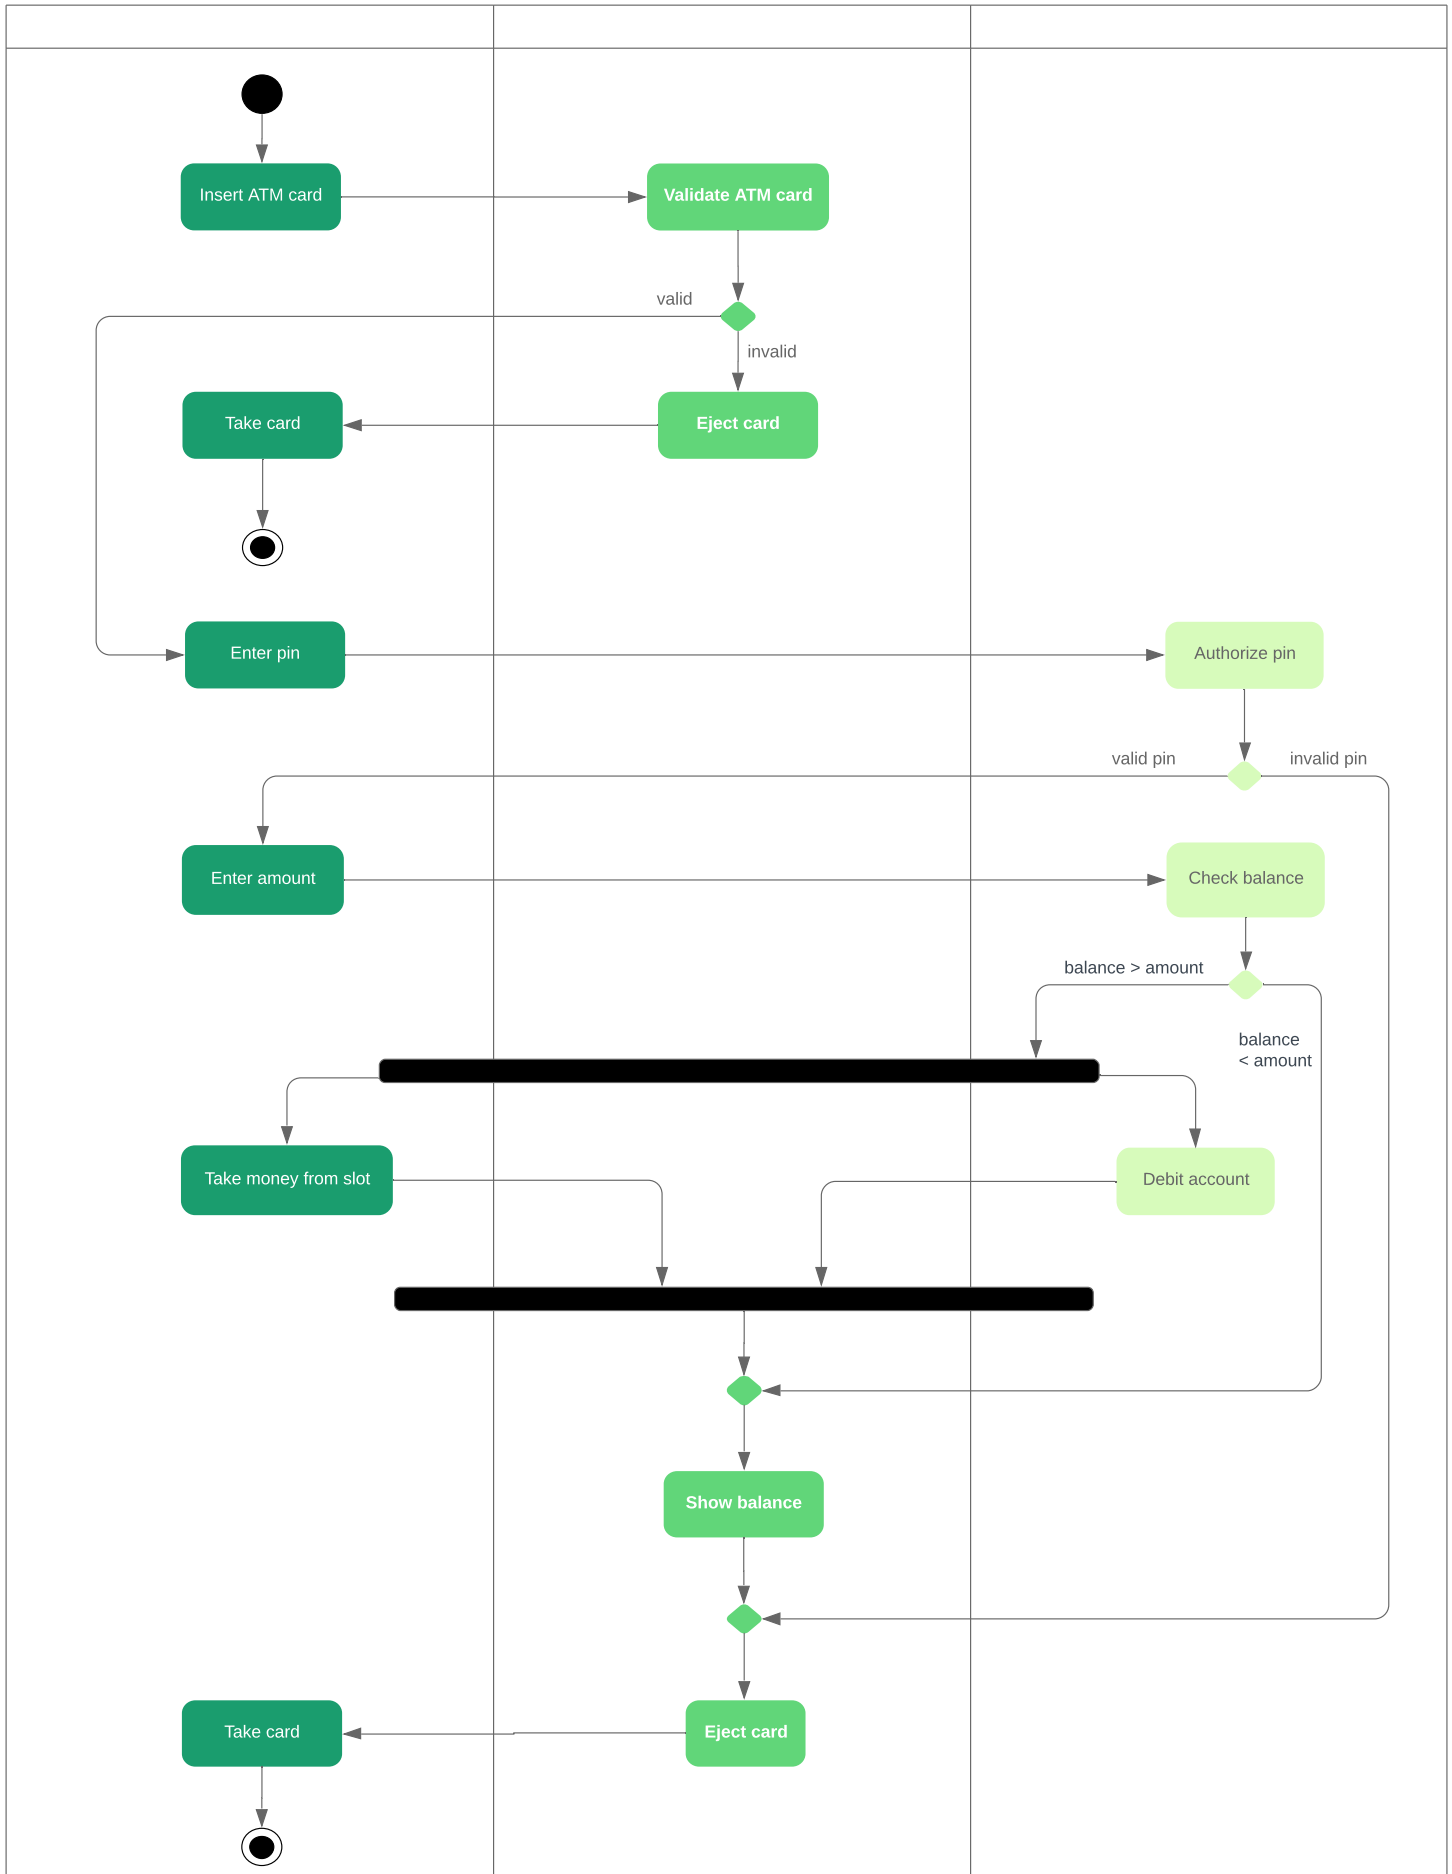 Insert ATM card
Validate ATM card
valid
invalid
Take card
Eject card
Enter pin
Authorize pin
valid pin
invalid pin
Enter amount
Check balance
balance > amount
balance
< amount
Take money from slot
Debit account
Show balance
Take card
Eject card